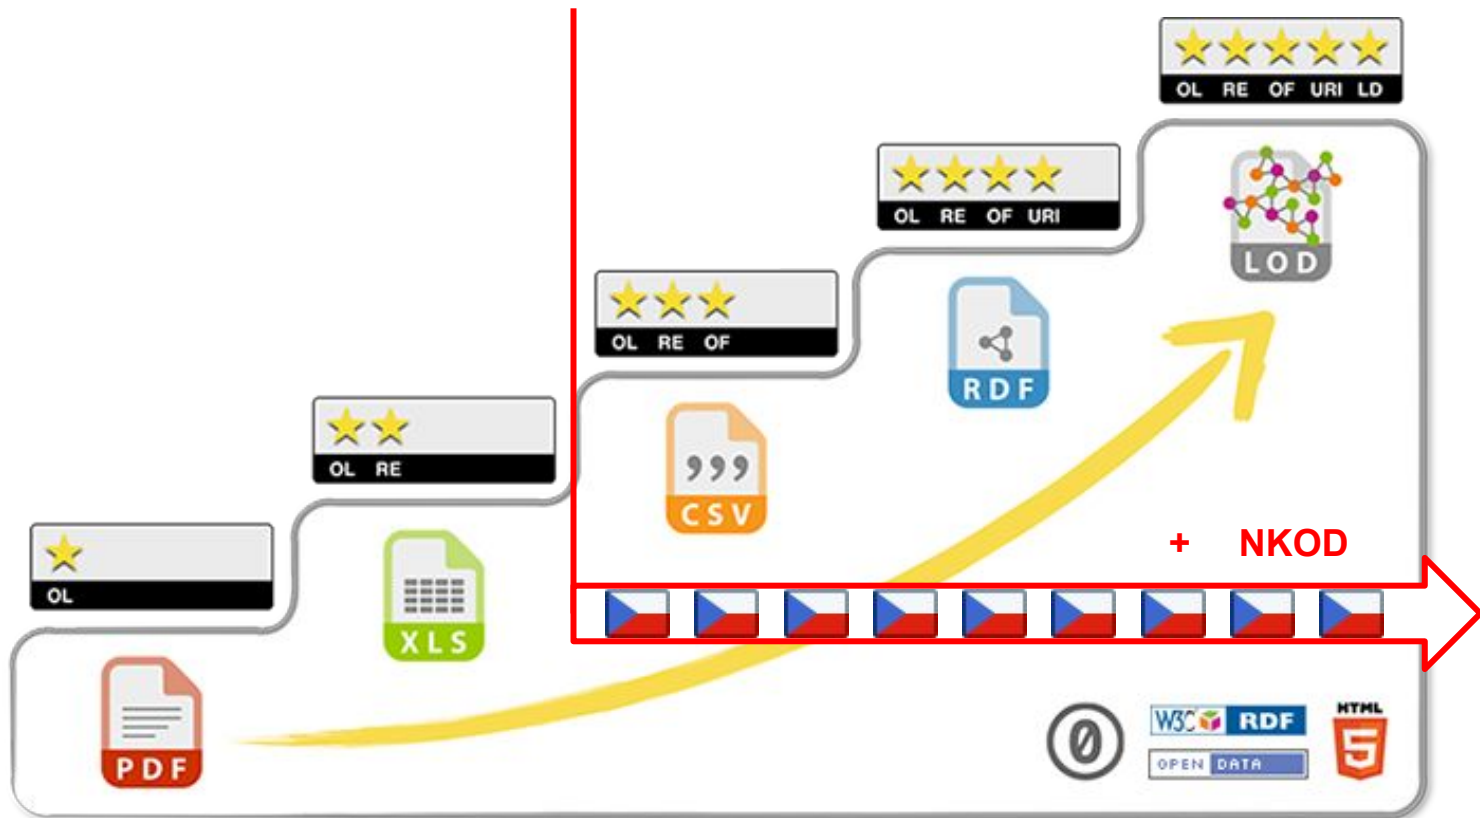 OL RE OF URI LD
LOD
OL RE OF URI
RDF
OL RE OF
CSV
OL RE
XLS
OL
PDF
+ NKOD
0
W3C RDF
OPEN DATA
HTML
5